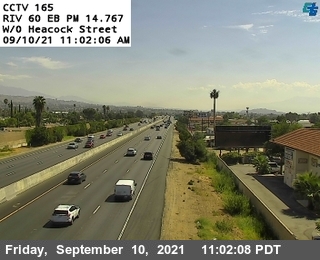 CCTV 165
RIV 60 EB PM 14.767
W/O Heacock Street
09/10/21 11:02:06 AM
Friday, September 10, 2021 11:02:08 PDT